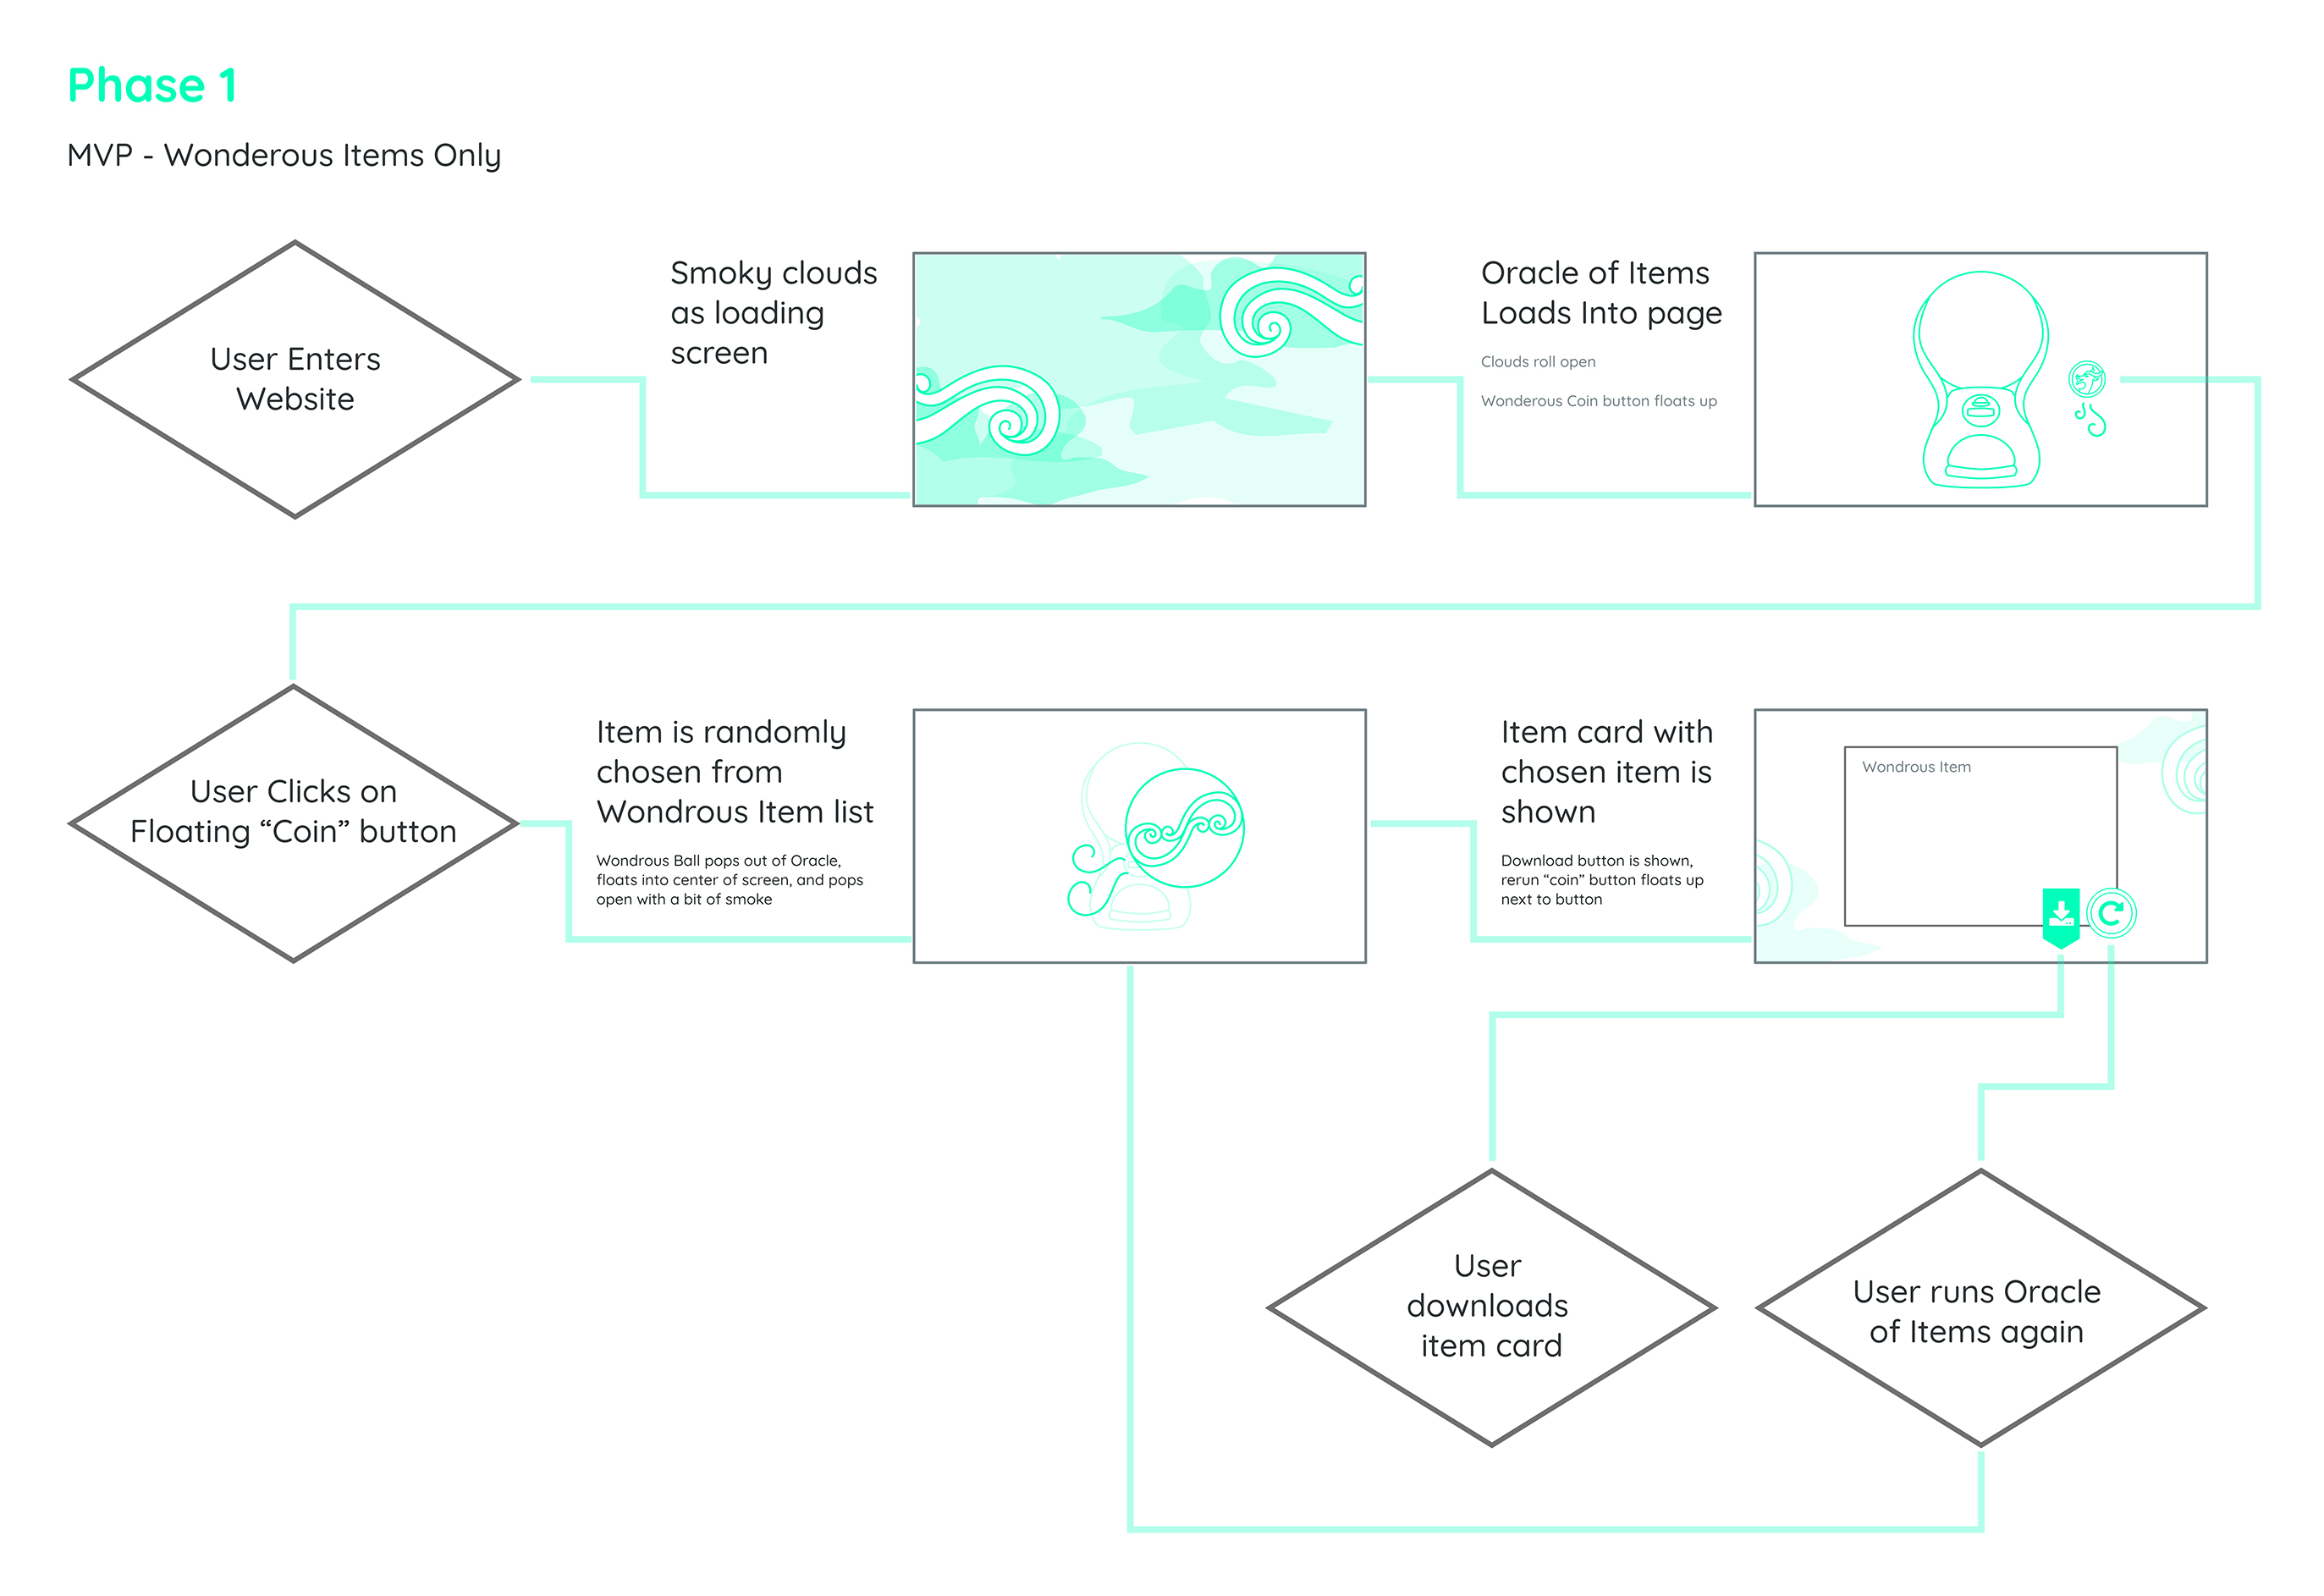 Phase 1
MVP - Wonderous Items Only
User Enters
Website
Smoky clouds
as loading
screen
Oracle of Items
Loads Into page
Clouds roll open
Wonderous Coin button floats up
User Clicks on
Floating “Coin” button
Item is randomly
chosen from
Wondrous Item list
Wondrous Ball pops out of Oracle,
floats into center of screen, and pops
open with a bit of smoke
Item card with
chosen item is
shown
Download button is shown,
rerun “coin” button floats up
next to button
Wondrous Item
User
downloads
item card
User runs Oracle
of Items again